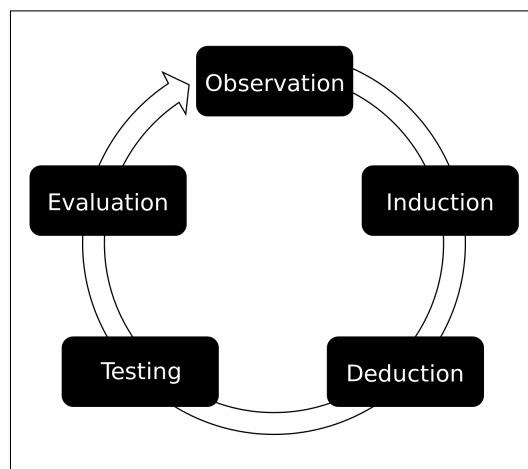 Observation
Induction
Deduction
Testing
Evaluation